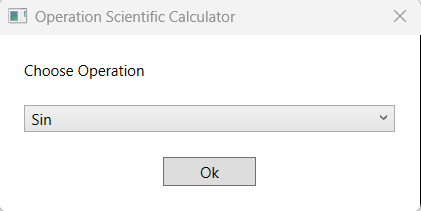 Operation Scientific Calculator
Choose Operation
Sin
Ok